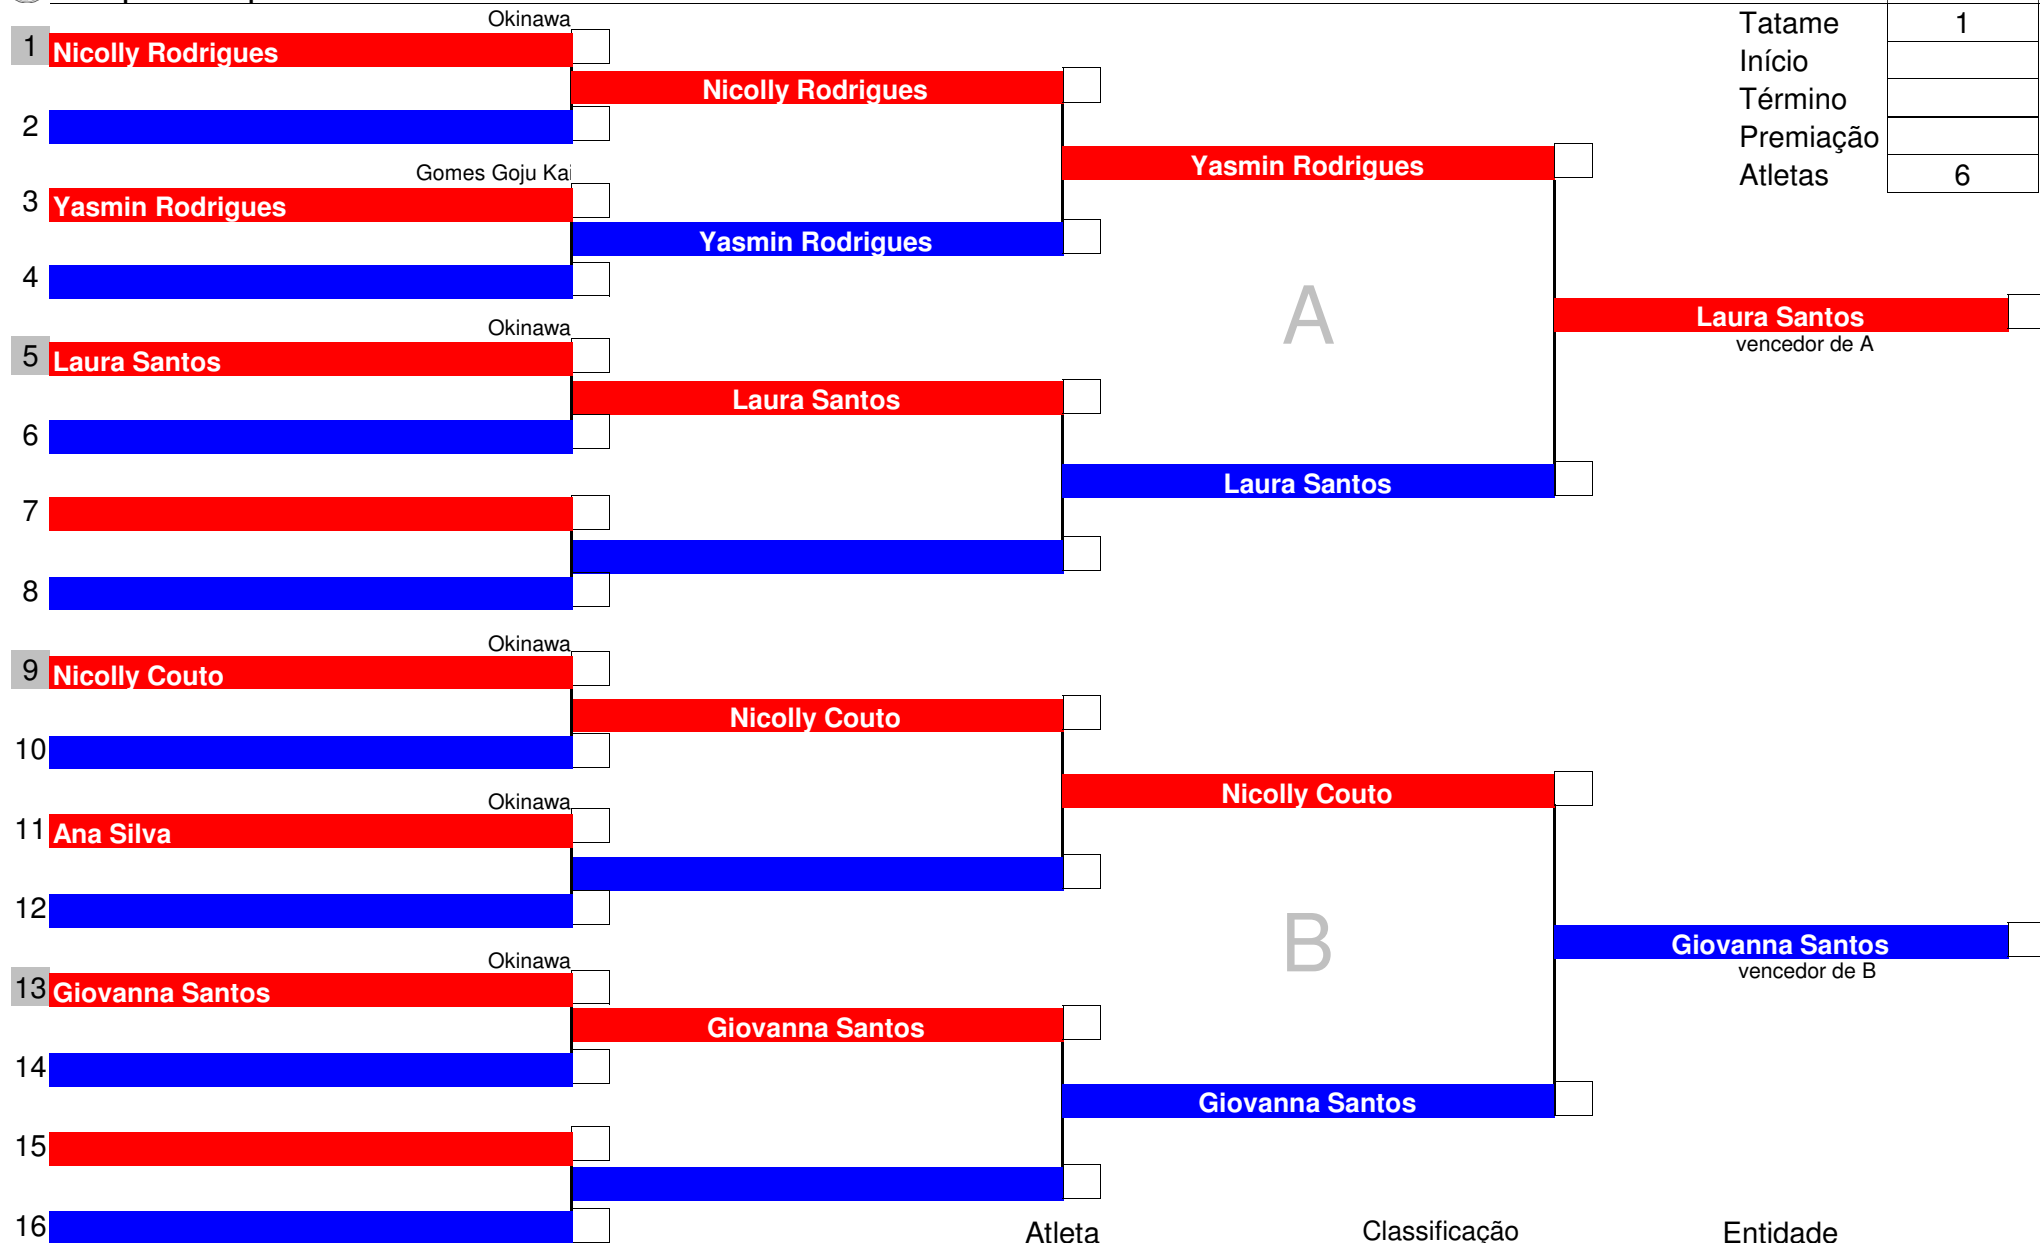 Okinawa
Tatame 1
1 Nicolly Rodrigues
Início
Nicolly Rodrigues
Término
2
Premiação
Yasmin Rodrigues
Gomes Goju Kai
Atletas 6
3 Yasmin Rodrigues
Yasmin Rodrigues
4
A
Laura Santos
Okinawa
vencedor de A
5 Laura Santos
Laura Santos
6
Laura Santos
7
8
Okinawa
9 Nicolly Couto
Nicolly Couto
10
Nicolly Couto
Okinawa
11 Ana Silva
12
B
Giovanna Santos
Okinawa
vencedor de B
13 Giovanna Santos
Giovanna Santos
14
Giovanna Santos
15
16
Atleta Classificação Entidade